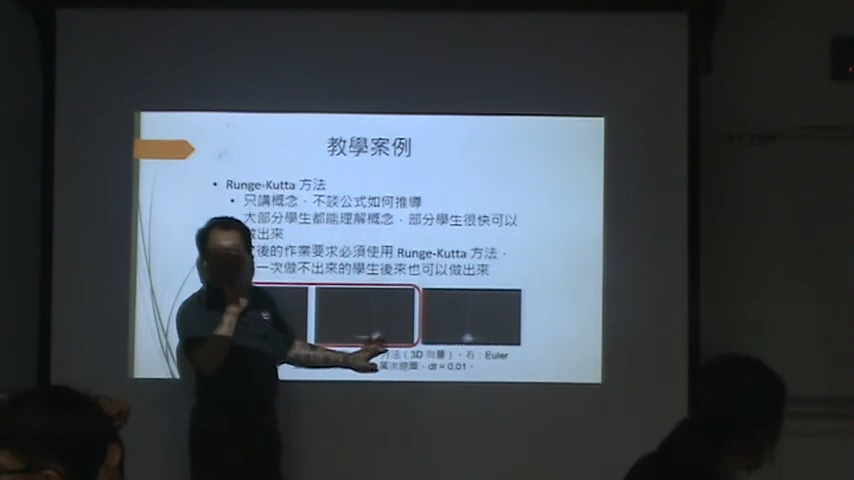 教學案例
• Runge-Kutta 方法
• 只講概念，不談公式如何推導
大部分學生都能理解概念，部分學生很快可以
做出來
後的作業要求必須使用 Runge-Kutta 方法，
一次做不出來的學生後來也可以做出來
方法（3D 向量）。右：Euler
萬次迴圈，dt = 0.01。